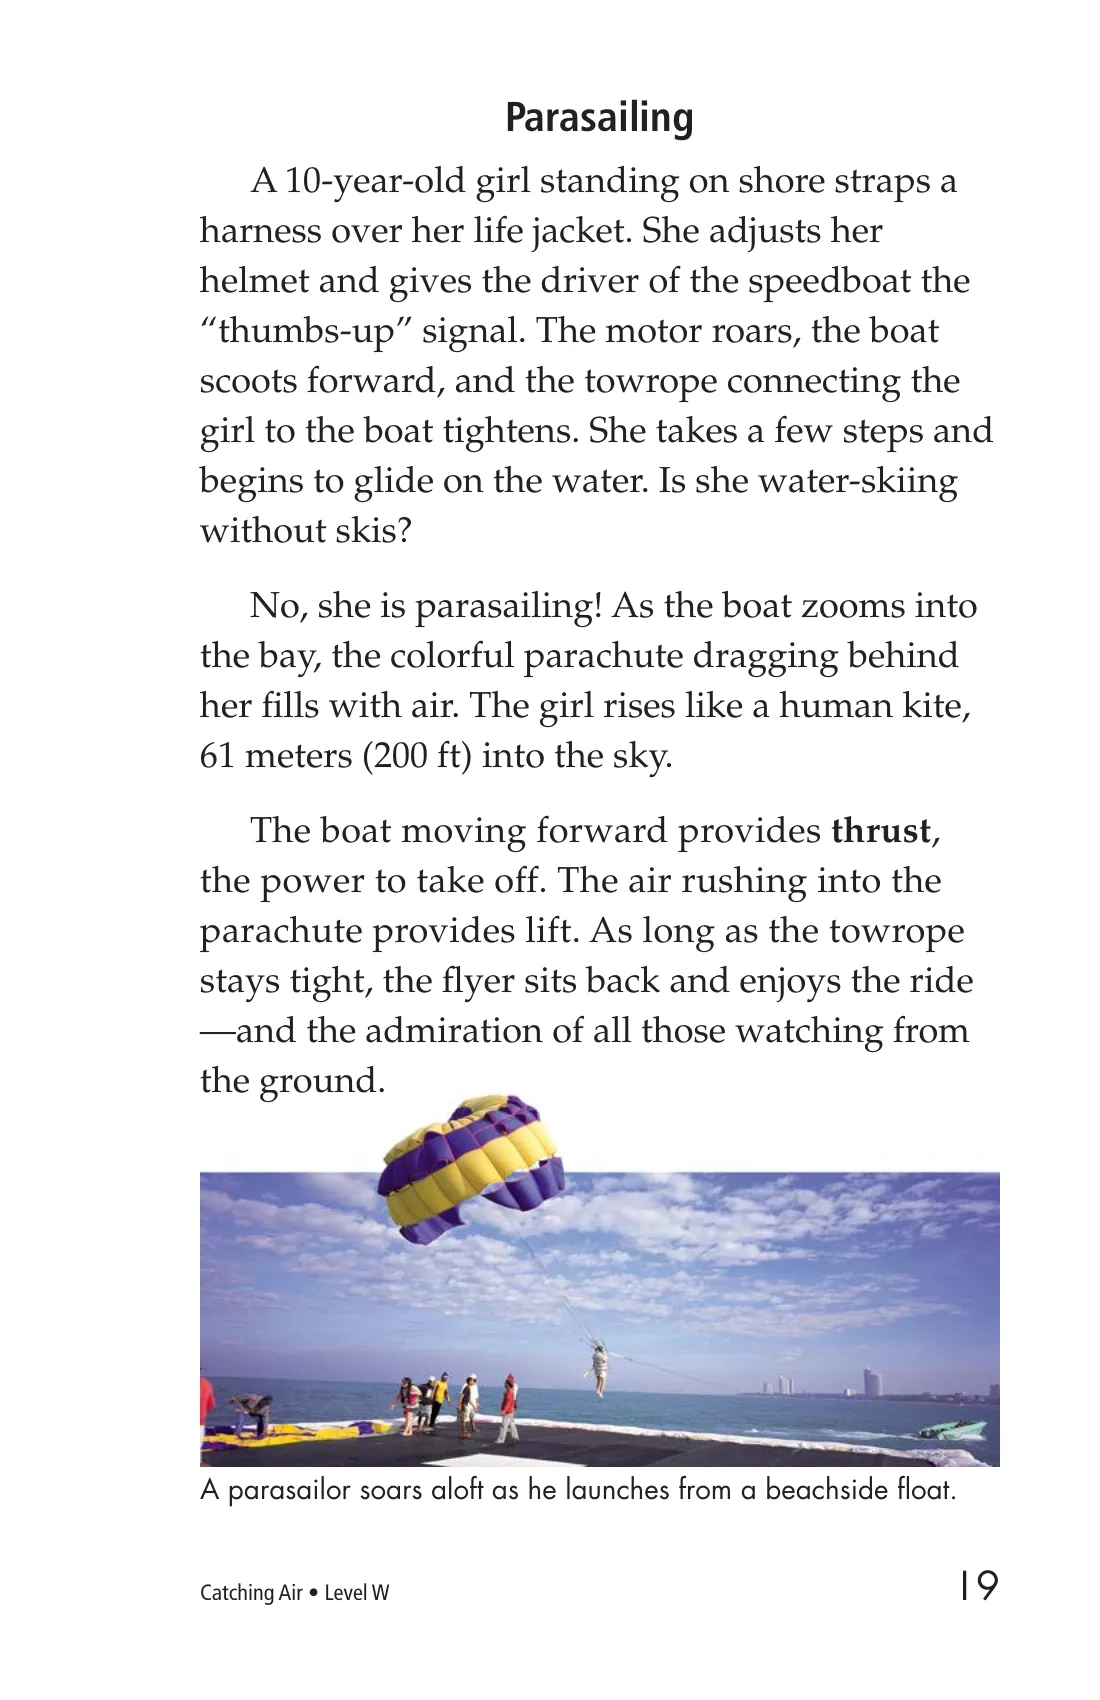 Parasailing
A 10-year-old girl standing on shore straps a
harness over her life jacket. She adjusts her
helmet and gives the driver of the speedboat the
“thumbs-up” signal. The motor roars, the boat
scoots forward, and the towrope connecting the
girl to the boat tightens. She takes a few steps and
begins to glide on the water. Is she water-skiing
without skis?
No, she is parasailing! As the boat zooms into
the bay, the colorful parachute dragging behind
her fills with air. The girl rises like a human kite,
61 meters (200 ft) into the sky.
The boat moving forward provides thrust,
the power to take off. The air rushing into the
parachute provides lift. As long as the towrope
stays tight, the flyer sits back and enjoys the ride
—and the admiration of all those watching from
the ground.
A parasailor soars aloft as he launches from a beachside float.
Catching Air • Level W
19